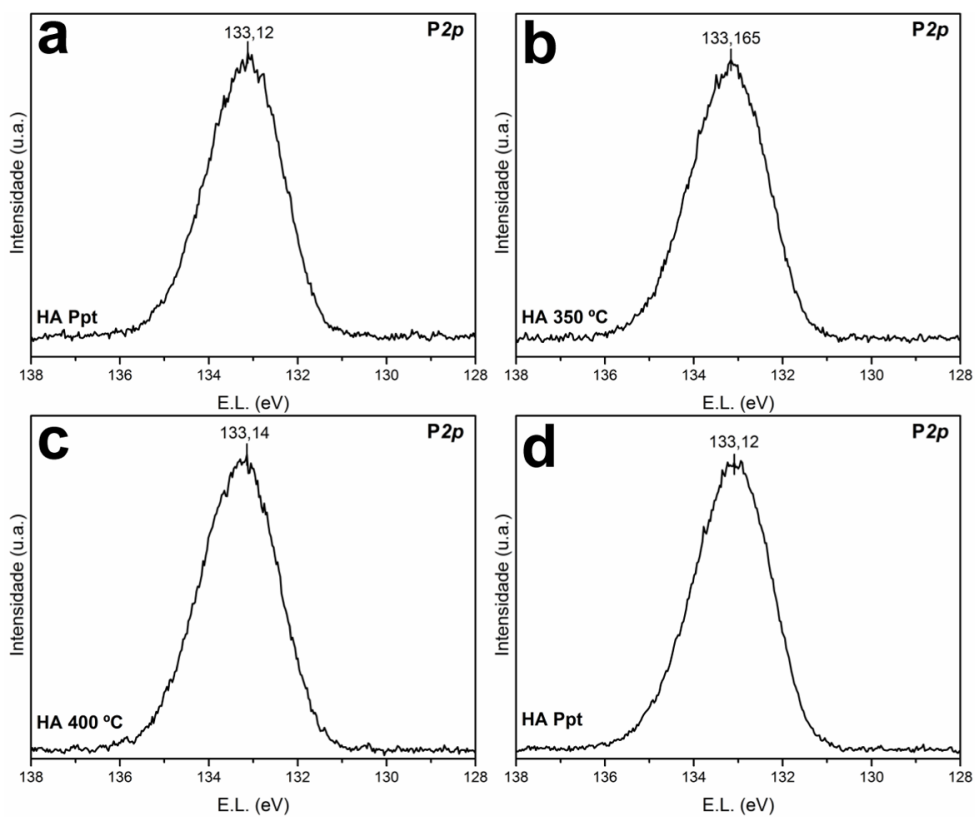 a
133,12
P2p
Intensidade (u.a.)
HA Ppt
138 136 134 132 130 128
E.L. (eV)
b
133,165
P2p
Intensidade (u.a.)
HA 350 ºC
138 136 134 132 130 128
E.L. (eV)
c
133,14
P2p
Intensidade (u.a.)
HA 400 ºC
138 136 134 132 130 128
E.L. (eV)
d
133,12
P2p
Intensidade (u.a.)
HA Ppt
138 136 134 132 130 128
E.L. (eV)